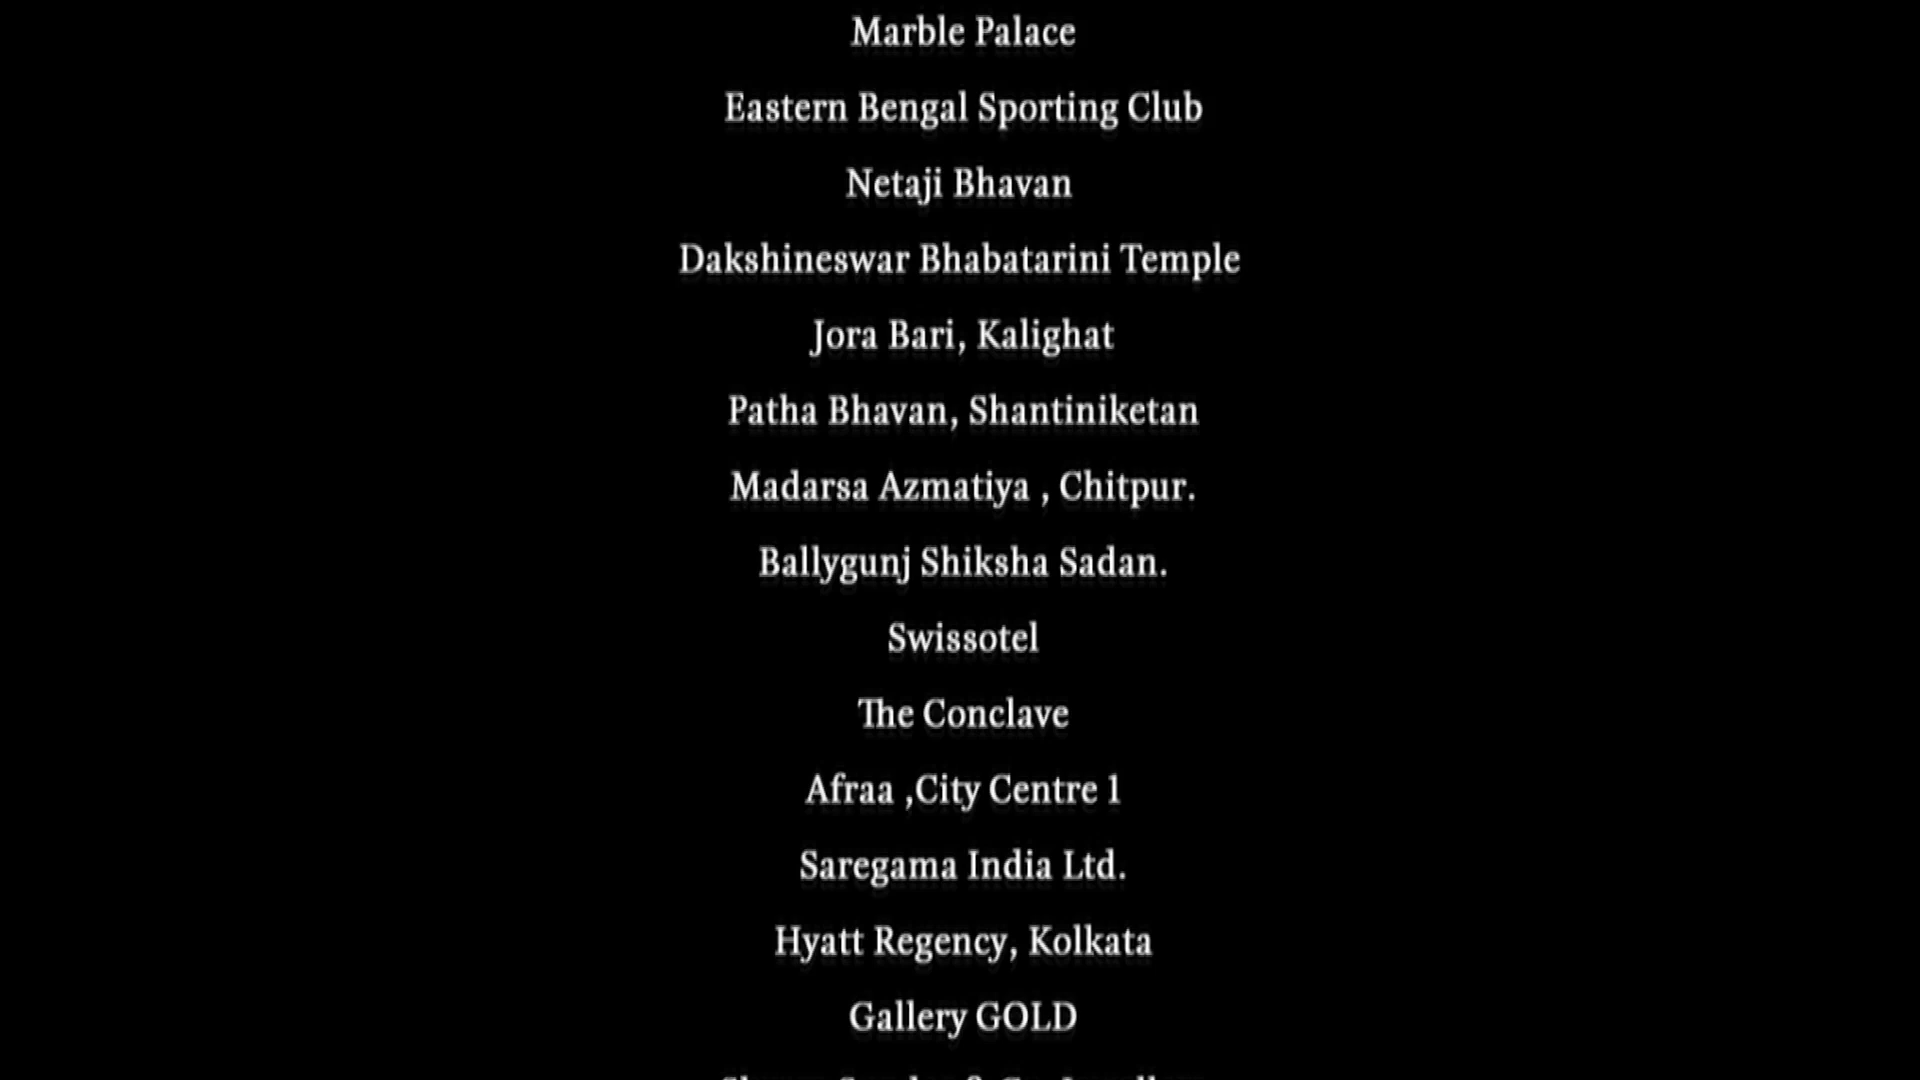 Marble Palace
Eastern Bengal Sporting Club
Netaji Bhavan
Dakshineswar Bhabatarini Temple
Jora Bari, Kalighat
Patha Bhavan, Shantiniketan
Madarsa Azmatiya , Chitpur.
Ballygunj Shiksha Sadan.
Swissotel
The Conclave
Afraa ,City Centre 1
Saregama India Ltd.
Hyatt Regency, Kolkata
Gallery GOLD